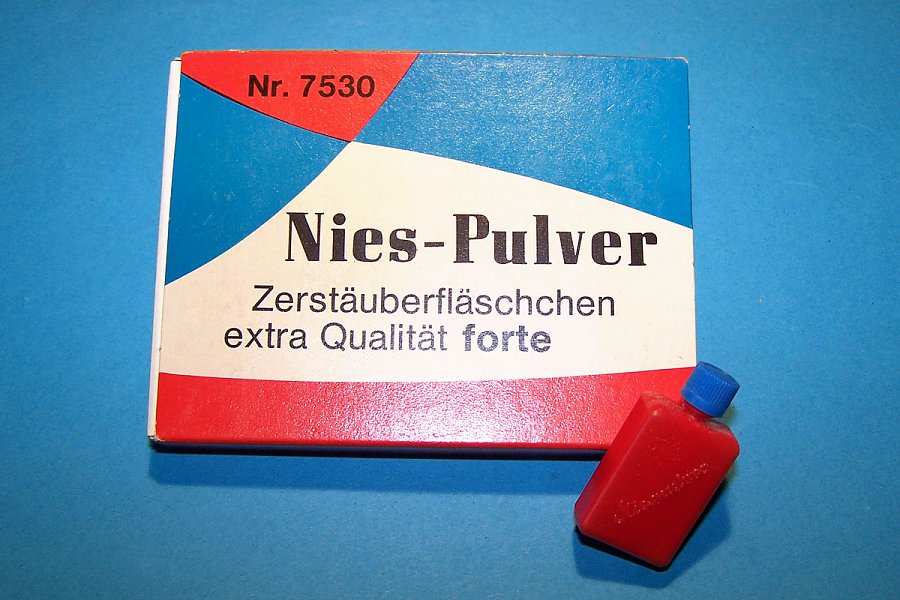 Nr. 7530
Nies-Pulver
Zerstäuberfläschchen
extra Qualität forte